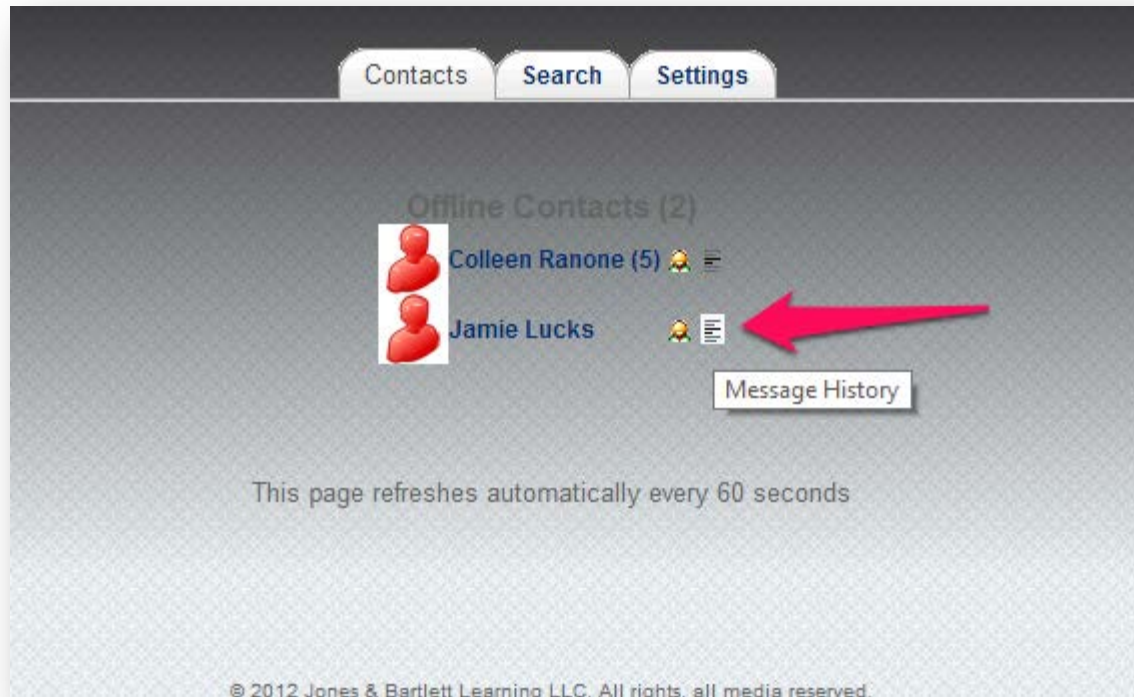 Contacts Search Settings
Offline Contacts (2)
Colleen Ranone (5)
Jamie Lucks
Message History
This page refreshes automatically every 60 seconds
© 2012 Jones & Bartlett Learning LLC. All rights, all media reserved.